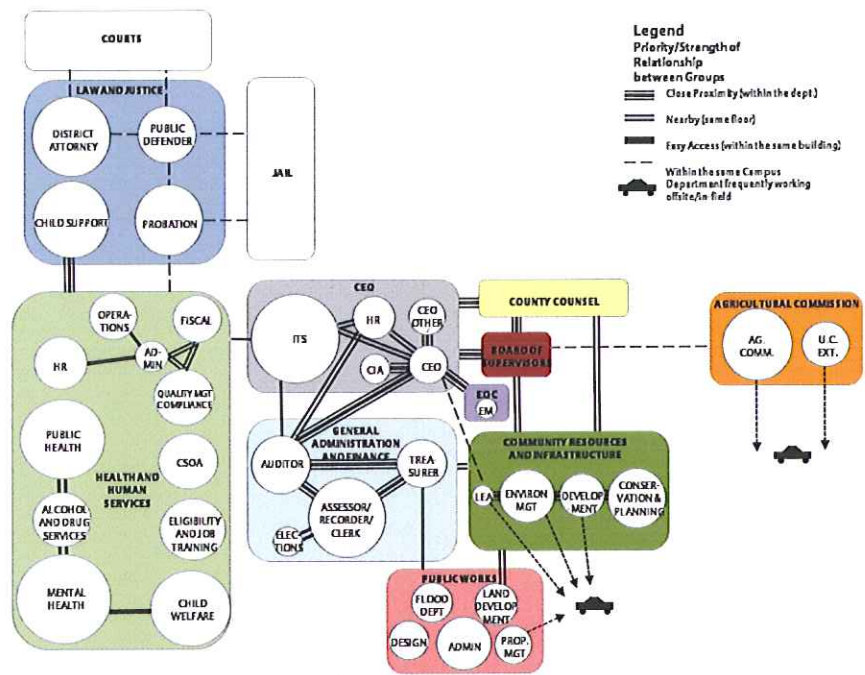 COURTS
LAW AND JUSTICE
DISTRICT
ATTORNEY
PUBLIC
DEFENDER
CHILD SUPPORT
PROBATION
JAIL
Legend
Priority/Strength of
Relationship
between Groups
Close Proximity (within the dept.)
Nearby (same floor)
Easy Access (within the same building)
Within the same Campus
Department frequently working
offsite/in-field
OPERA-
TIONS
FISCAL
AD-
MIN
HR
QUALITY MGT
COMPLIANCE
PUBLIC
HEALTH
CSOA
HEALTH AND
HUMAN
SERVICES
ALCOHOL
AND DRUG
SERVICES
ELIGIBILITY
AND JOB
TRAINING
MENTAL
HEALTH
CHILD
WELFARE
CEO
ITS
HR
CEO
OTHER
CIA
CEO
EOC
EM
COUNTY COUNSEL
BOARD OF
SUPERVISORS
AGRICULTURAL COMMISSION
AG.
COMM.
U.C.
EXT.
GENERAL
ADMINISTRATION
AND FINANCE
AUDITOR
TREA-
SURER
ASSESSOR/
RECORDER/
CLERK
ELEC
TIONS
COMMUNITY RESOURCES
AND INFRASTRUCTURE
LEA
ENVIRON
MGT
DEVELOP
MENT
CONSER-
VATION &
PLANNING
PUBLIC WORKS
FLOOD
DEPT
LAND
DEVELOP
MENT
DESIGN
ADMIN
PROP.
MGT